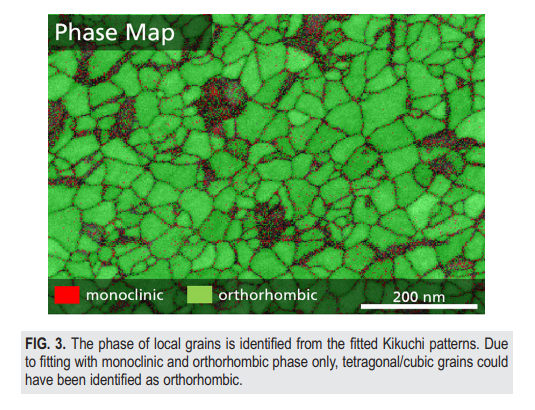 Phase Map
monoclinic
orthorhombic
200 nm
FIG. 3. The phase of local grains is identified from the fitted Kikuchi patterns. Due
to fitting with monoclinic and orthorhombic phase only, tetragonal/cubic grains could
have been identified as orthorhombic.